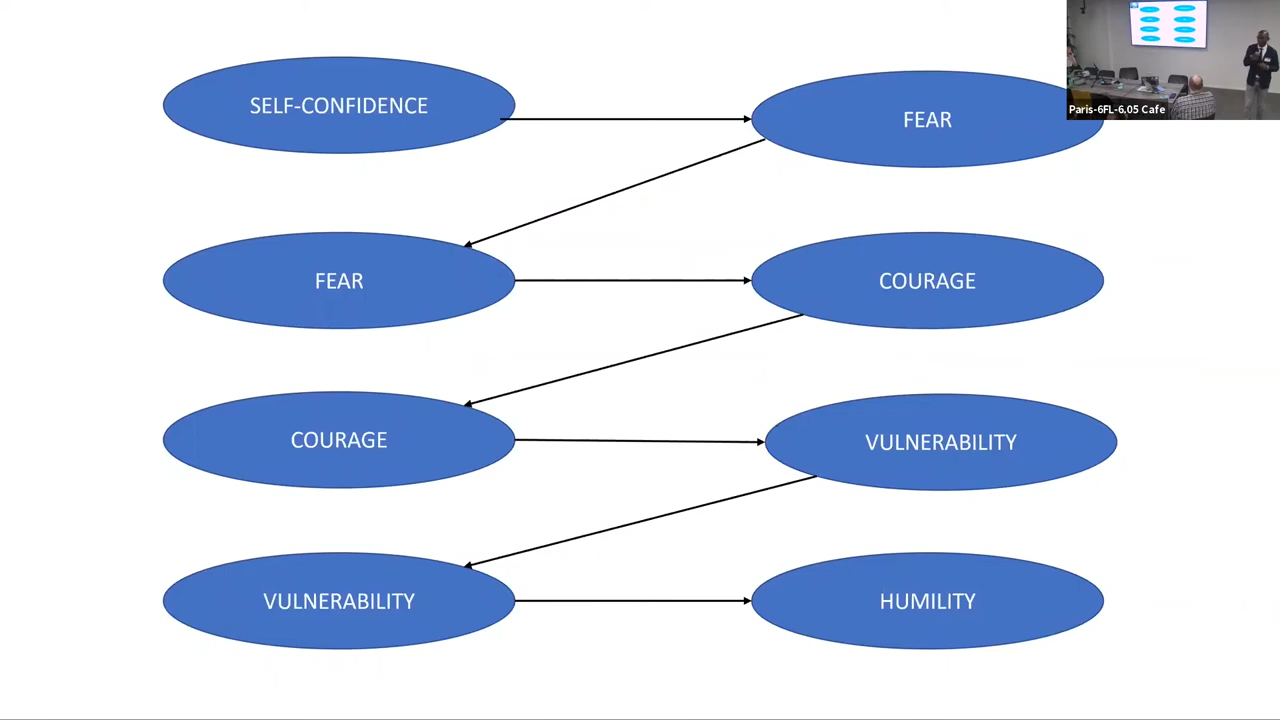 SELF-CONFIDENCE
FEAR
Paris-6FL-6.05 Cafe
FEAR
COURAGE
COURAGE
VULNERABILITY
VULNERABILITY
HUMILITY